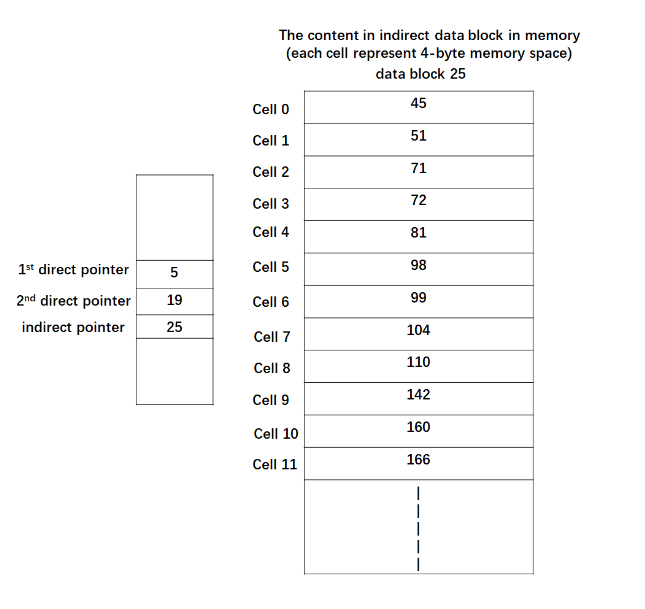 The content in indirect data block in memory
(each cell represent 4-byte memory space)
data block 25
Cell 0 45
Cell 1 51
Cell 2 71
Cell 3 72
Cell 4 81
Cell 5 98
Cell 6 99
Cell 7 104
Cell 8 110
Cell 9 142
Cell 10 160
Cell 11 166
1st direct pointer 5
2nd direct pointer 19
indirect pointer 25